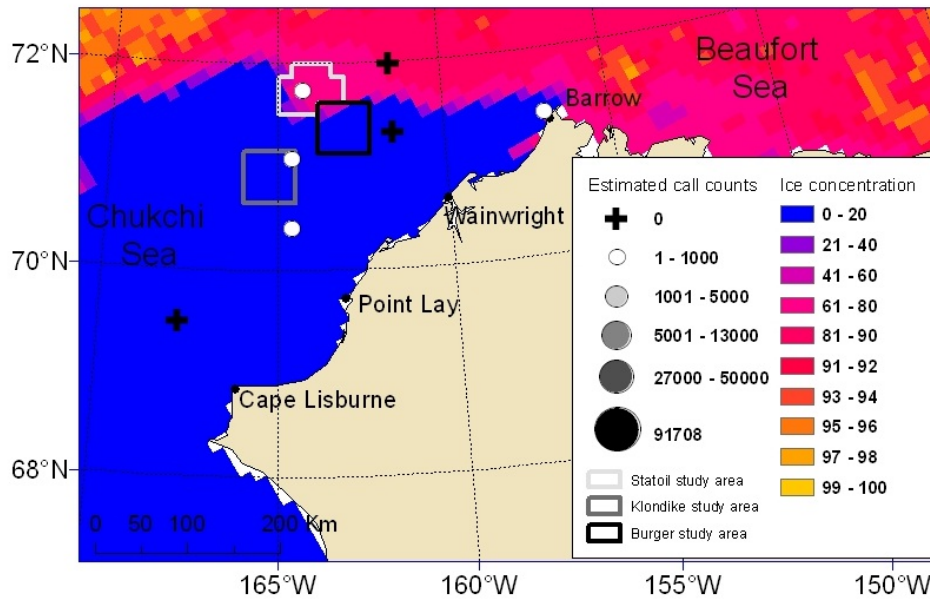 72°N
Beaufort
Sea
Barrow
Chukchi
Sea
Wainwright
70°N
Point Lay
Cape Lisburne
68°N
0 50 100 200 Km
165°W 160°W 155°W 150°W
Estimated call counts
0
1 - 1000
1001 - 5000
5001 - 13000
27000 - 50000
91708
Statoil study area
Klondike study area
Burger study area
Ice concentration
0 - 20
21 - 40
41 - 60
61 - 80
81 - 90
91 - 92
93 - 94
95 - 96
97 - 98
99 - 100